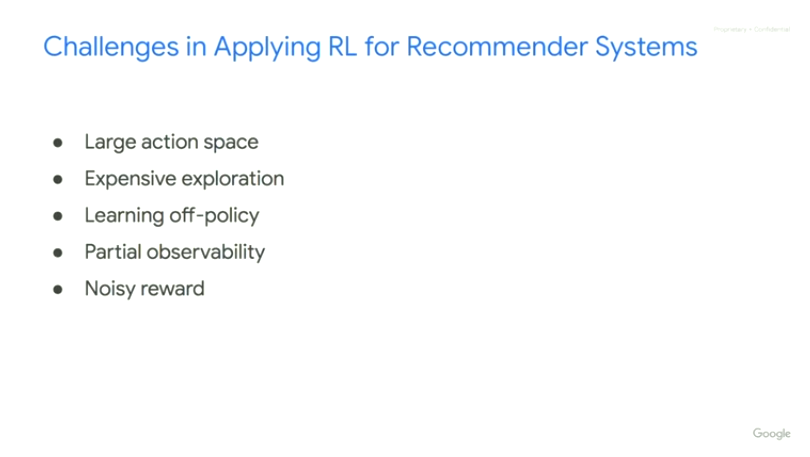 Proprietary + Confidential
Challenges in Applying RL for Recommender Systems
● Large action space
● Expensive exploration
● Learning off-policy
● Partial observability
● Noisy reward
Google